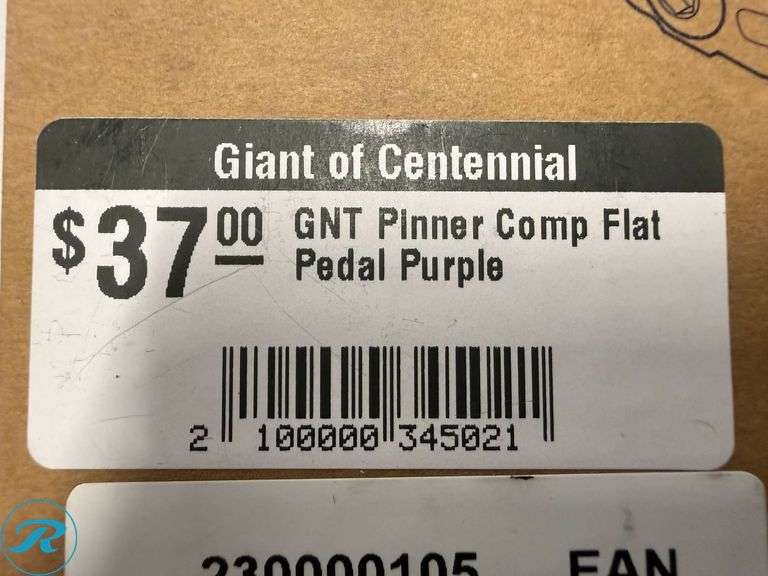 Giant of Centennial
$37.00 GNT Pinner Comp Flat
Pedal Purple
2 100000 345021
230000105 EAN